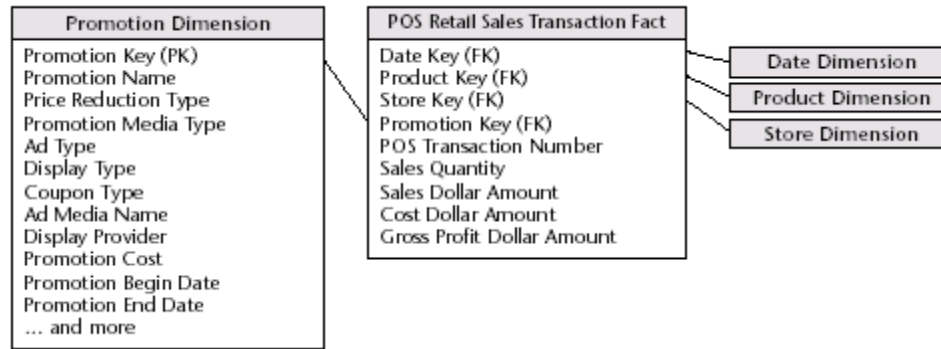 Promotion Dimension
Promotion Key (PK)
Promotion Name
Price Reduction Type
Promotion Media Type
Ad Type
Display Type
Coupon Type
Ad Media Name
Display Provider
Promotion Cost
Promotion Begin Date
Promotion End Date
... and more
POS Retail Sales Transaction Fact
Date Key (FK)
Product Key (FK)
Store Key (FK)
Promotion Key (FK)
POS Transaction Number
Sales Quantity
Sales Dollar Amount
Cost Dollar Amount
Gross Profit Dollar Amount
Date Dimension
Product Dimension
Store Dimension